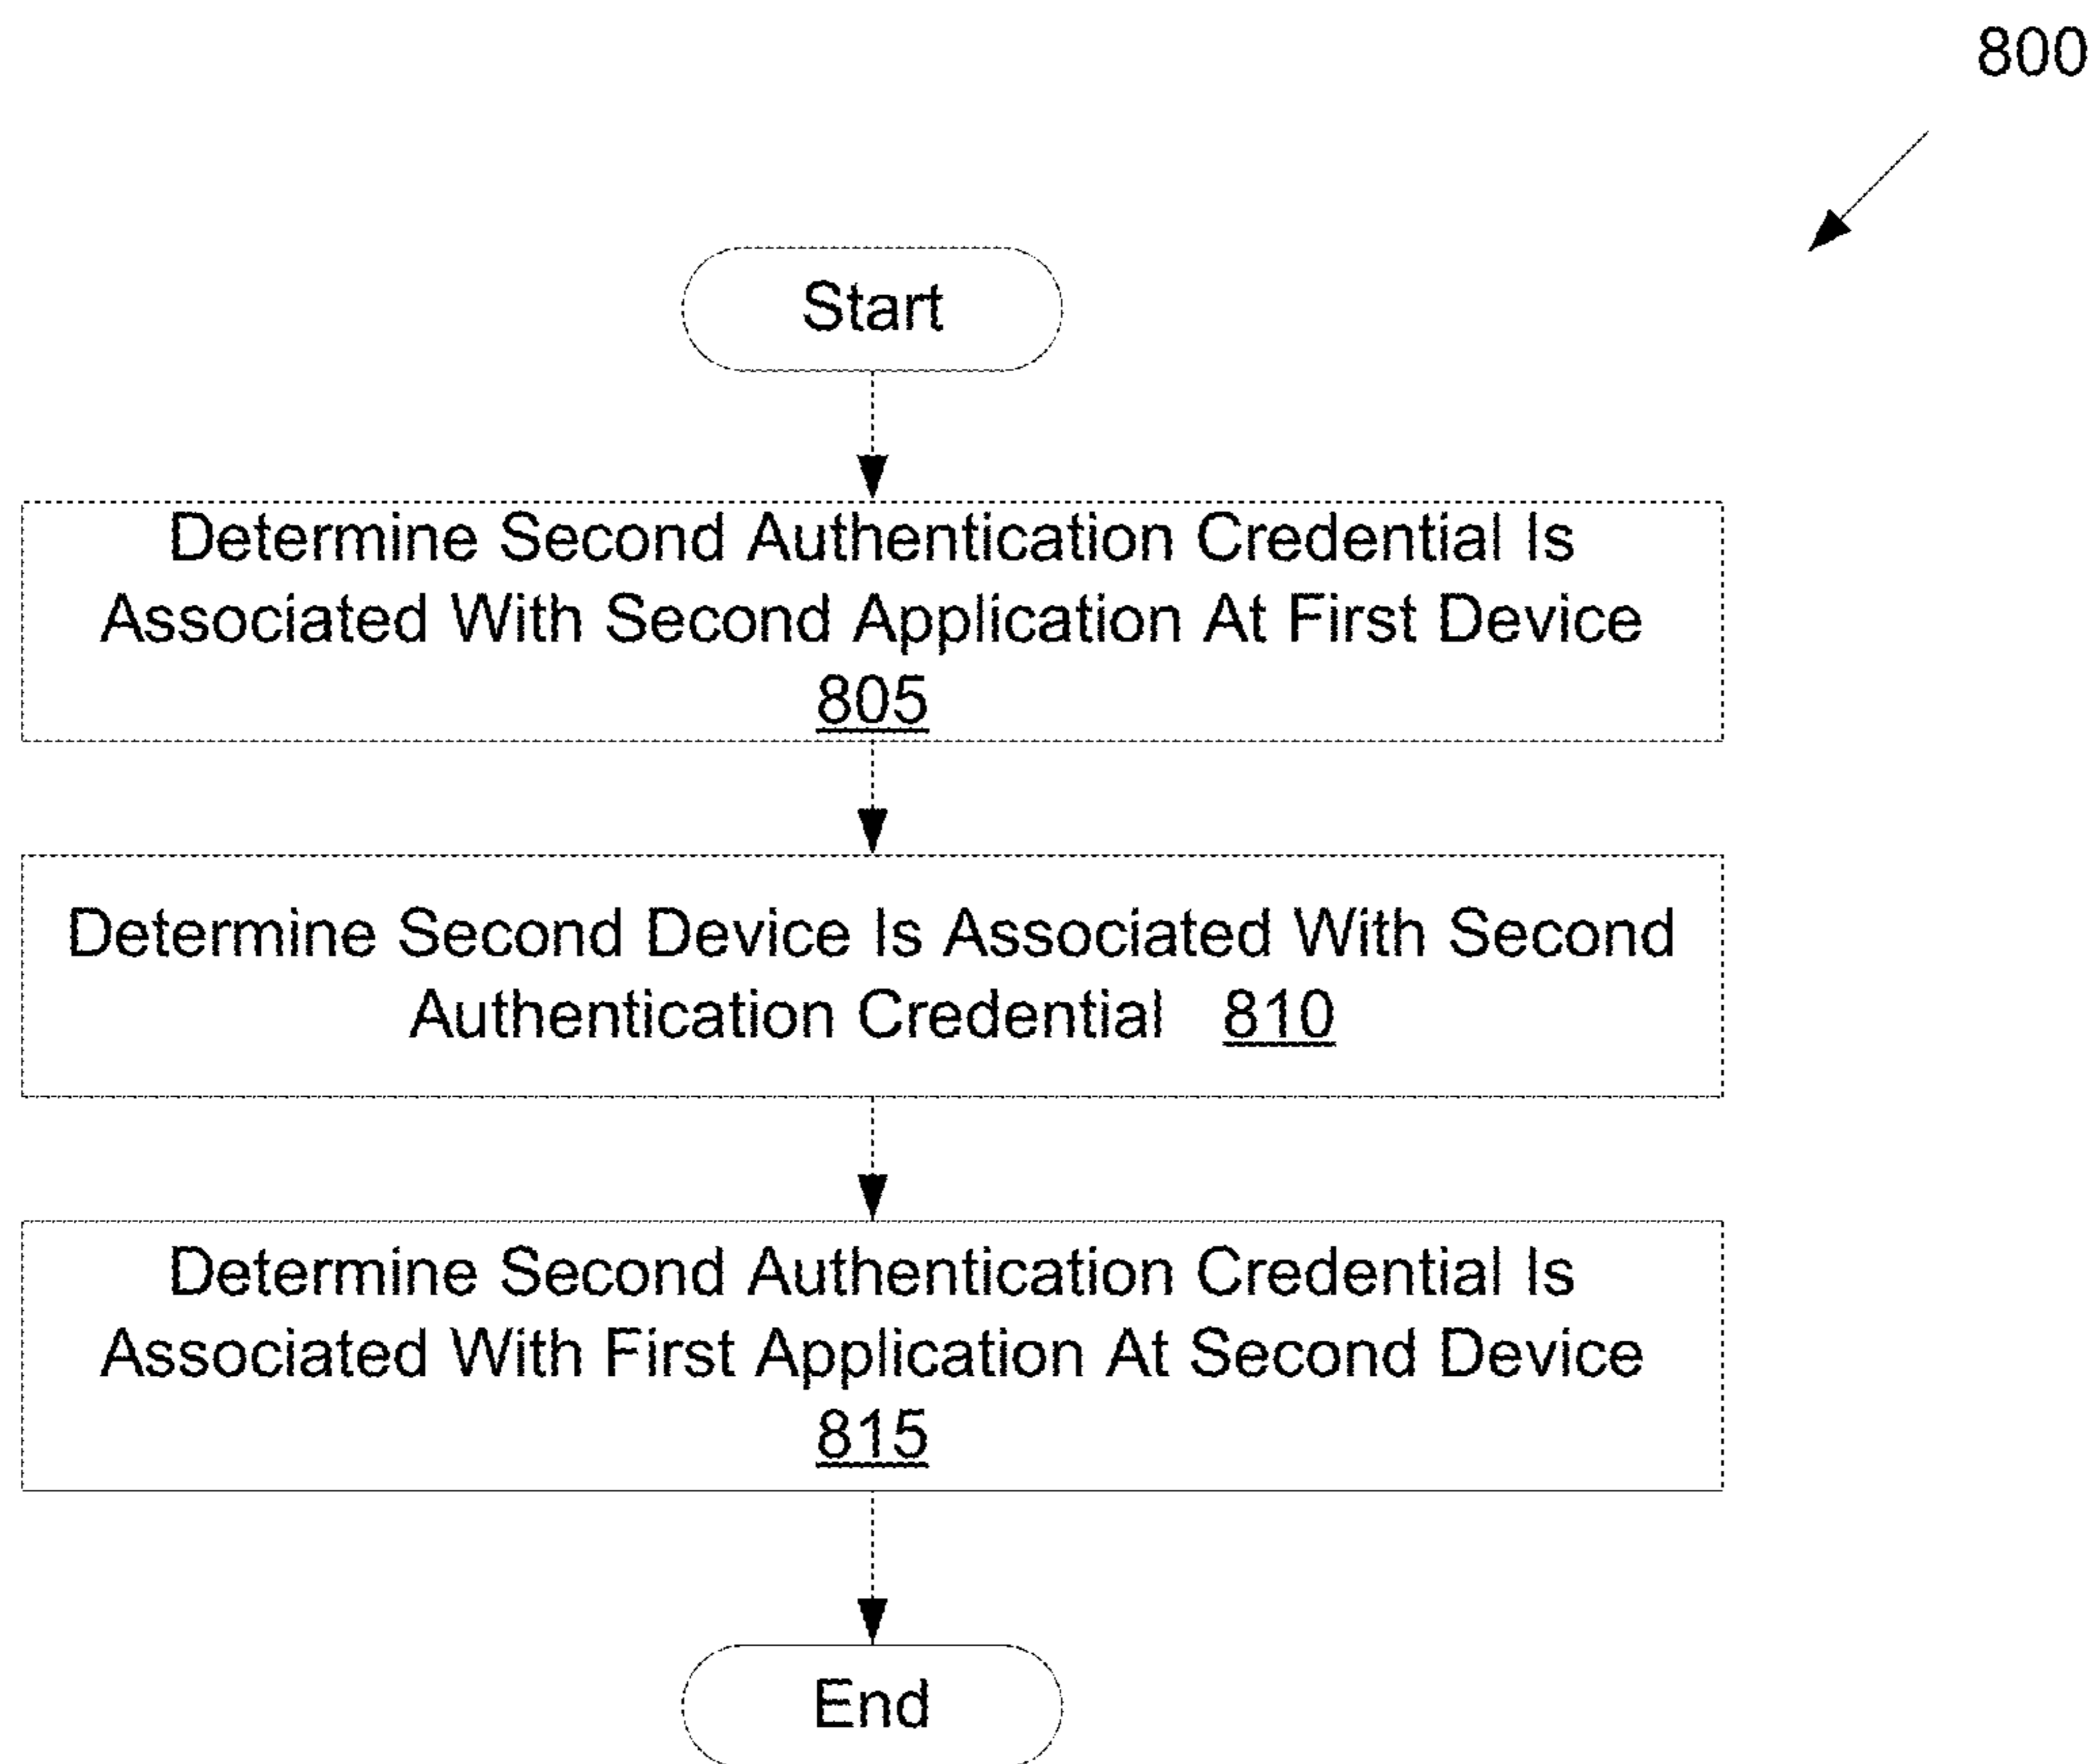 800
Start
Determine Second Authentication Credential Is
Associated With Second Application At First Device
805
Determine Second Device Is Associated With Second
Authentication Credential 810
Determine Second Authentication Credential Is
Associated With First Application At Second Device
815
End